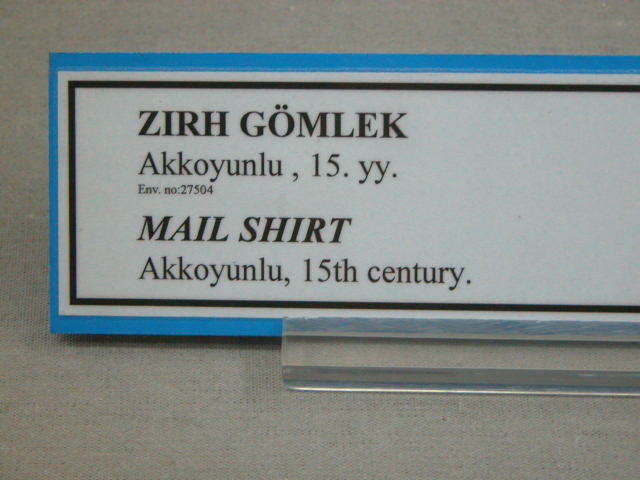 ZIRH GÖMLEK
Akkoyunlu , 15. yy.
Env. no:27504
MAIL SHIRT
Akkoyunlu, 15th century.